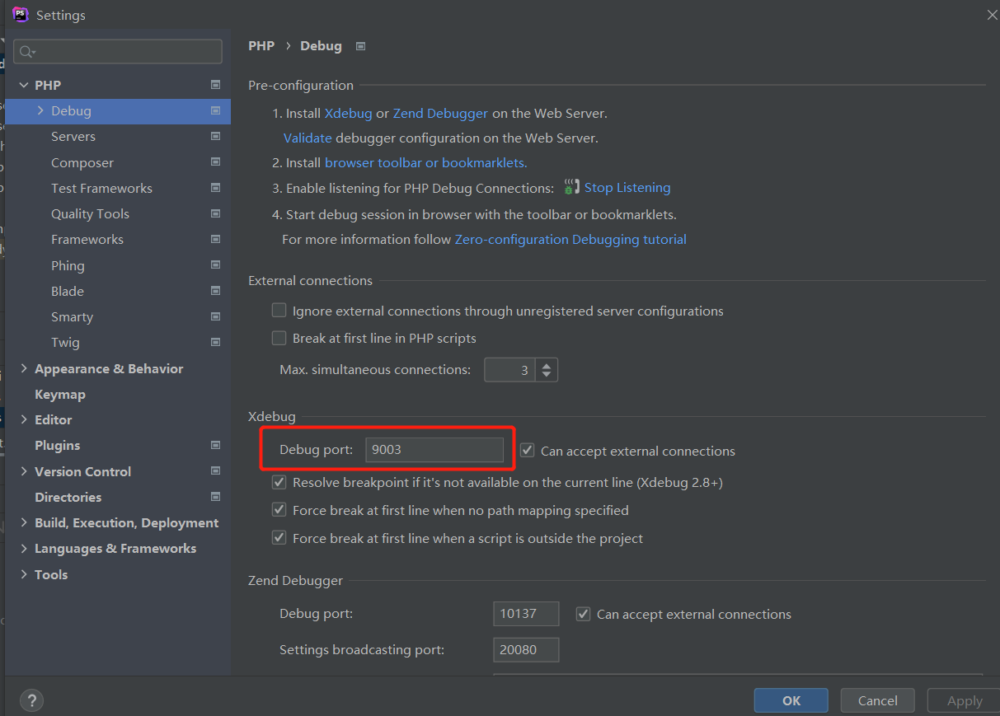 PS Settings
PHP
Debug
Servers
Composer
Test Frameworks
Quality Tools
Frameworks
Phing
Blade
Smarty
Twig
Appearance & Behavior
Keymap
Editor
Plugins
Version Control
Directories
Build, Execution, Deployment
Languages & Frameworks
Tools
PHP › Debug
Pre-configuration
1. Install Xdebug or Zend Debugger on the Web Server.
Validate debugger configuration on the Web Server.
2. Install browser toolbar or bookmarklets.
3. Enable listening for PHP Debug Connections: Stop Listening
4. Start debug session in browser with the toolbar or bookmarklets.
For more information follow Zero-configuration Debugging tutorial
External connections
Ignore external connections through unregistered server configurations
Break at first line in PHP scripts
Max. simultaneous connections: 3
Xdebug
Debug port: 9003 Can accept external connections
Resolve breakpoint if it's not available on the current line (Xdebug 2.8+)
Force break at first line when no path mapping specified
Force break at first line when a script is outside the project
Zend Debugger
Debug port: 10137 Can accept external connections
Settings broadcasting port: 20080
? OK Cancel Apply